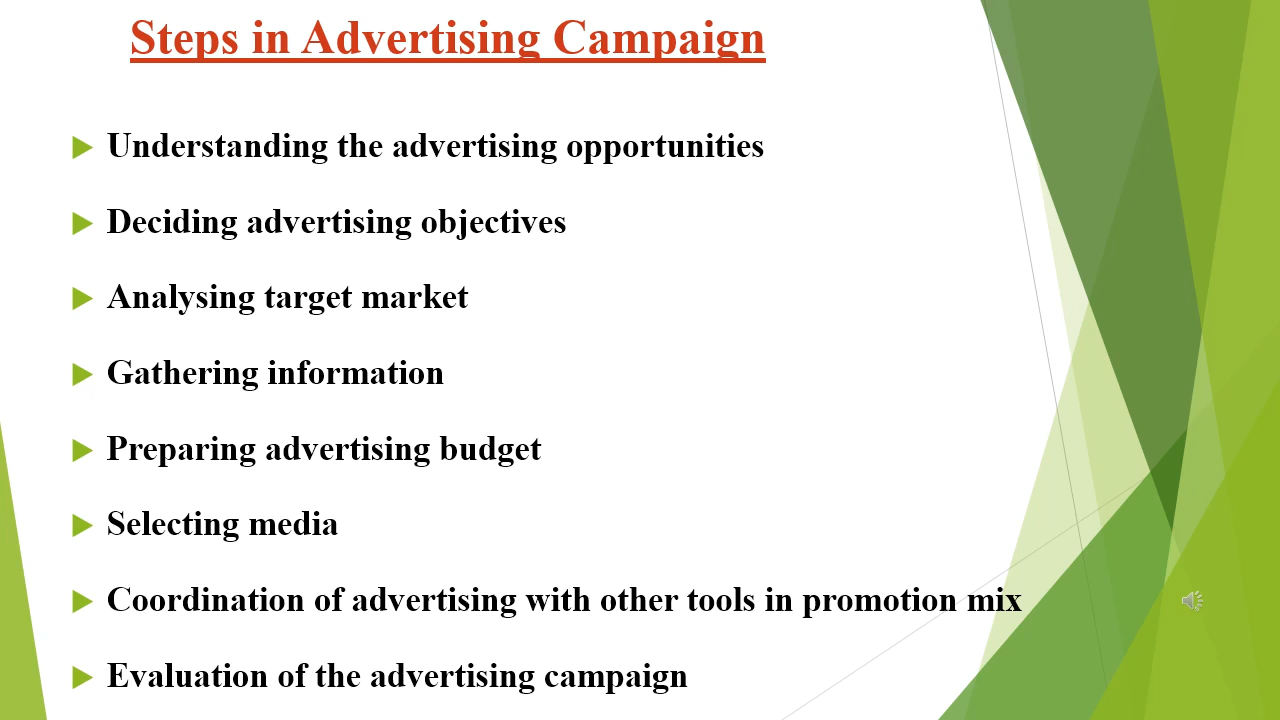 Steps in Advertising Campaign
Understanding the advertising opportunities
Deciding advertising objectives
Analysing target market
Gathering information
Preparing advertising budget
Selecting media
Coordination of advertising with other tools in promotion mix
Evaluation of the advertising campaign